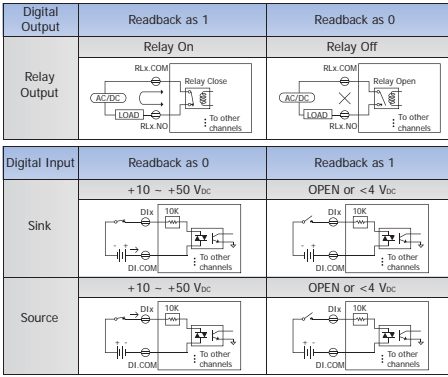 Digital Output
Readback as 1
Readback as 0
Relay Output
Relay On
Relay Off
RLx.COM
Relay Close
AC/DC
LOAD
RLx.NO
To other channels
RLx.COM
Relay Open
AC/DC
LOAD
RLx.NO
To other channels
Digital Input
Readback as 0
Readback as 1
Sink
+10 ~ +50 VDC
OPEN or <4 VDC
DIx
10K
- +
DI.COM
To other channels
DIx
10K
- +
DI.COM
To other channels
Source
+10 ~ +50 VDC
OPEN or <4 VDC
DIx
10K
+ -
DI.COM
To other channels
DIx
10K
+ -
DI.COM
To other channels